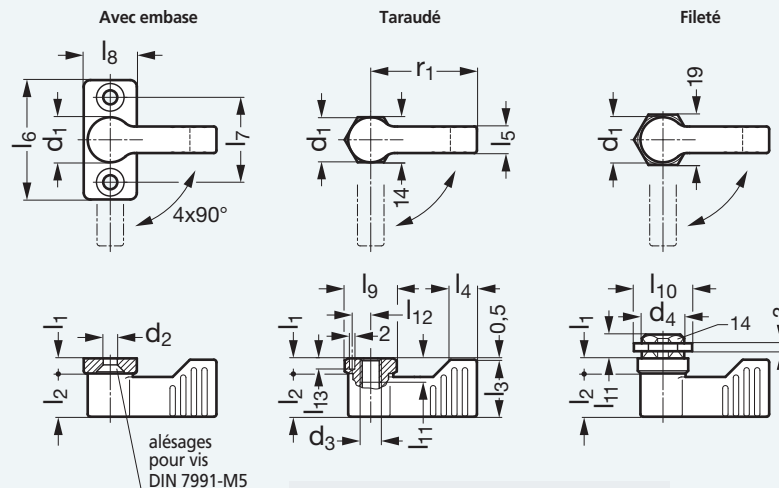 Avec embase
Taraudé
Fileté
l8
l6
d1
l7
4x90°
r1
d1
l5
14
19
d1
l1
l2
d2
alésages
pour vis
DIN 7991-M5
l9
l12
l4
0,5
2
l1
l2
l13
d3
l11
l3
l10
d4
14
l1
l2
l11